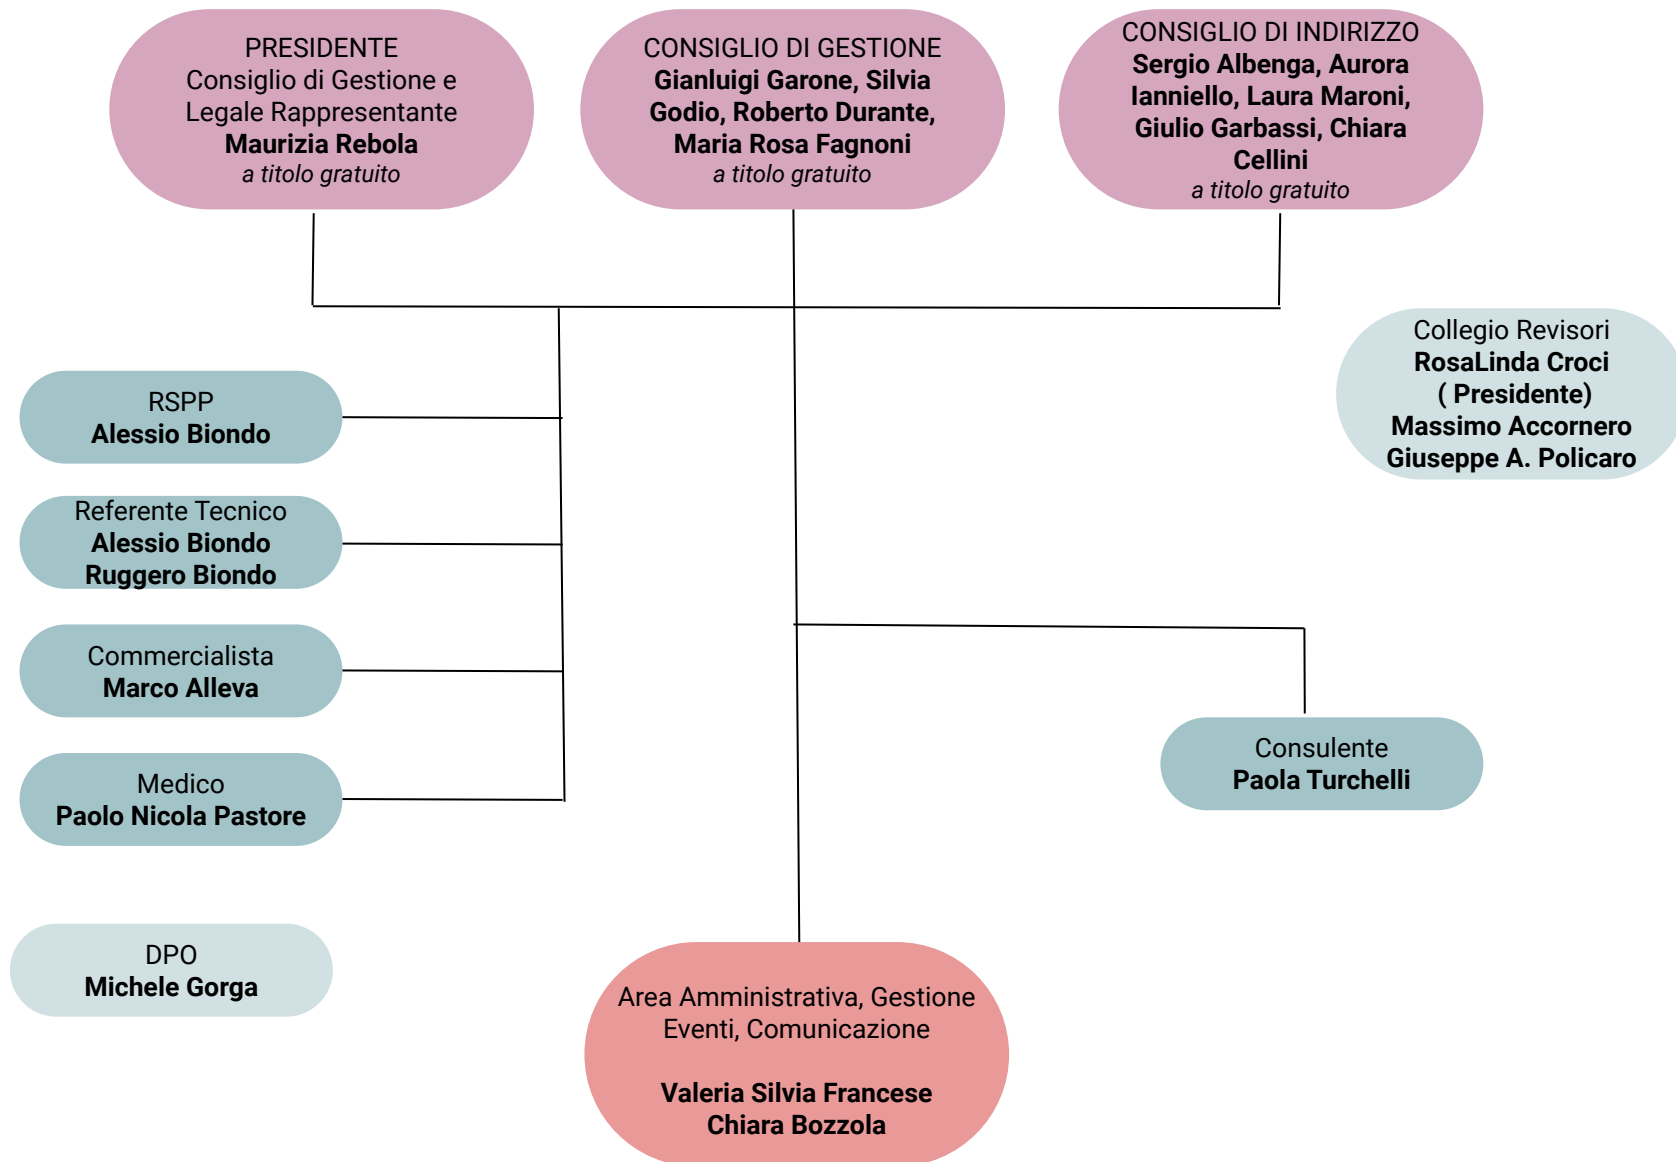 PRESIDENTE
Consiglio di Gestione e
Legale Rappresentante
Maurizia Rebola
a titolo gratuito
CONSIGLIO DI GESTIONE
Gianluigi Garone, Silvia
Godio, Roberto Durante,
Maria Rosa Fagnoni
a titolo gratuito
CONSIGLIO DI INDIRIZZO
Sergio Albenga, Aurora
Ianniello, Laura Maroni,
Giulio Garbassi, Chiara
Cellini
a titolo gratuito
Collegio Revisori
RosaLinda Croci
( Presidente)
Massimo Accornero
Giuseppe A. Policaro
RSPP
Alessio Biondo
Referente Tecnico
Alessio Biondo
Ruggero Biondo
Commercialista
Marco Alleva
Medico
Paolo Nicola Pastore
Consulente
Paola Turchelli
DPO
Michele Gorga
Area Amministrativa, Gestione
Eventi, Comunicazione
Valeria Silvia Francese
Chiara Bozzola